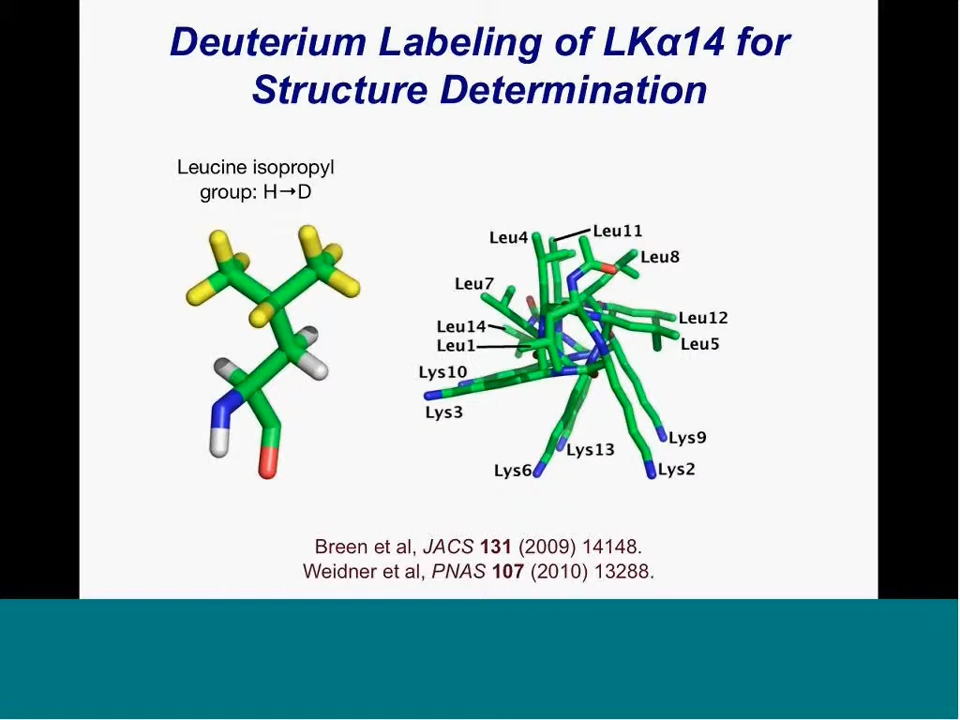 Deuterium Labeling of LKα14 for
Structure Determination
Leucine isopropyl
group: H→D
Leu4
Leu11
Leu8
Leu7
Leu12
Leu14
Leu1
Leu5
Lys10
Lys3
Lys9
Lys13
Lys6
Lys2
Breen et al, JACS 131 (2009) 14148.
Weidner et al, PNAS 107 (2010) 13288.